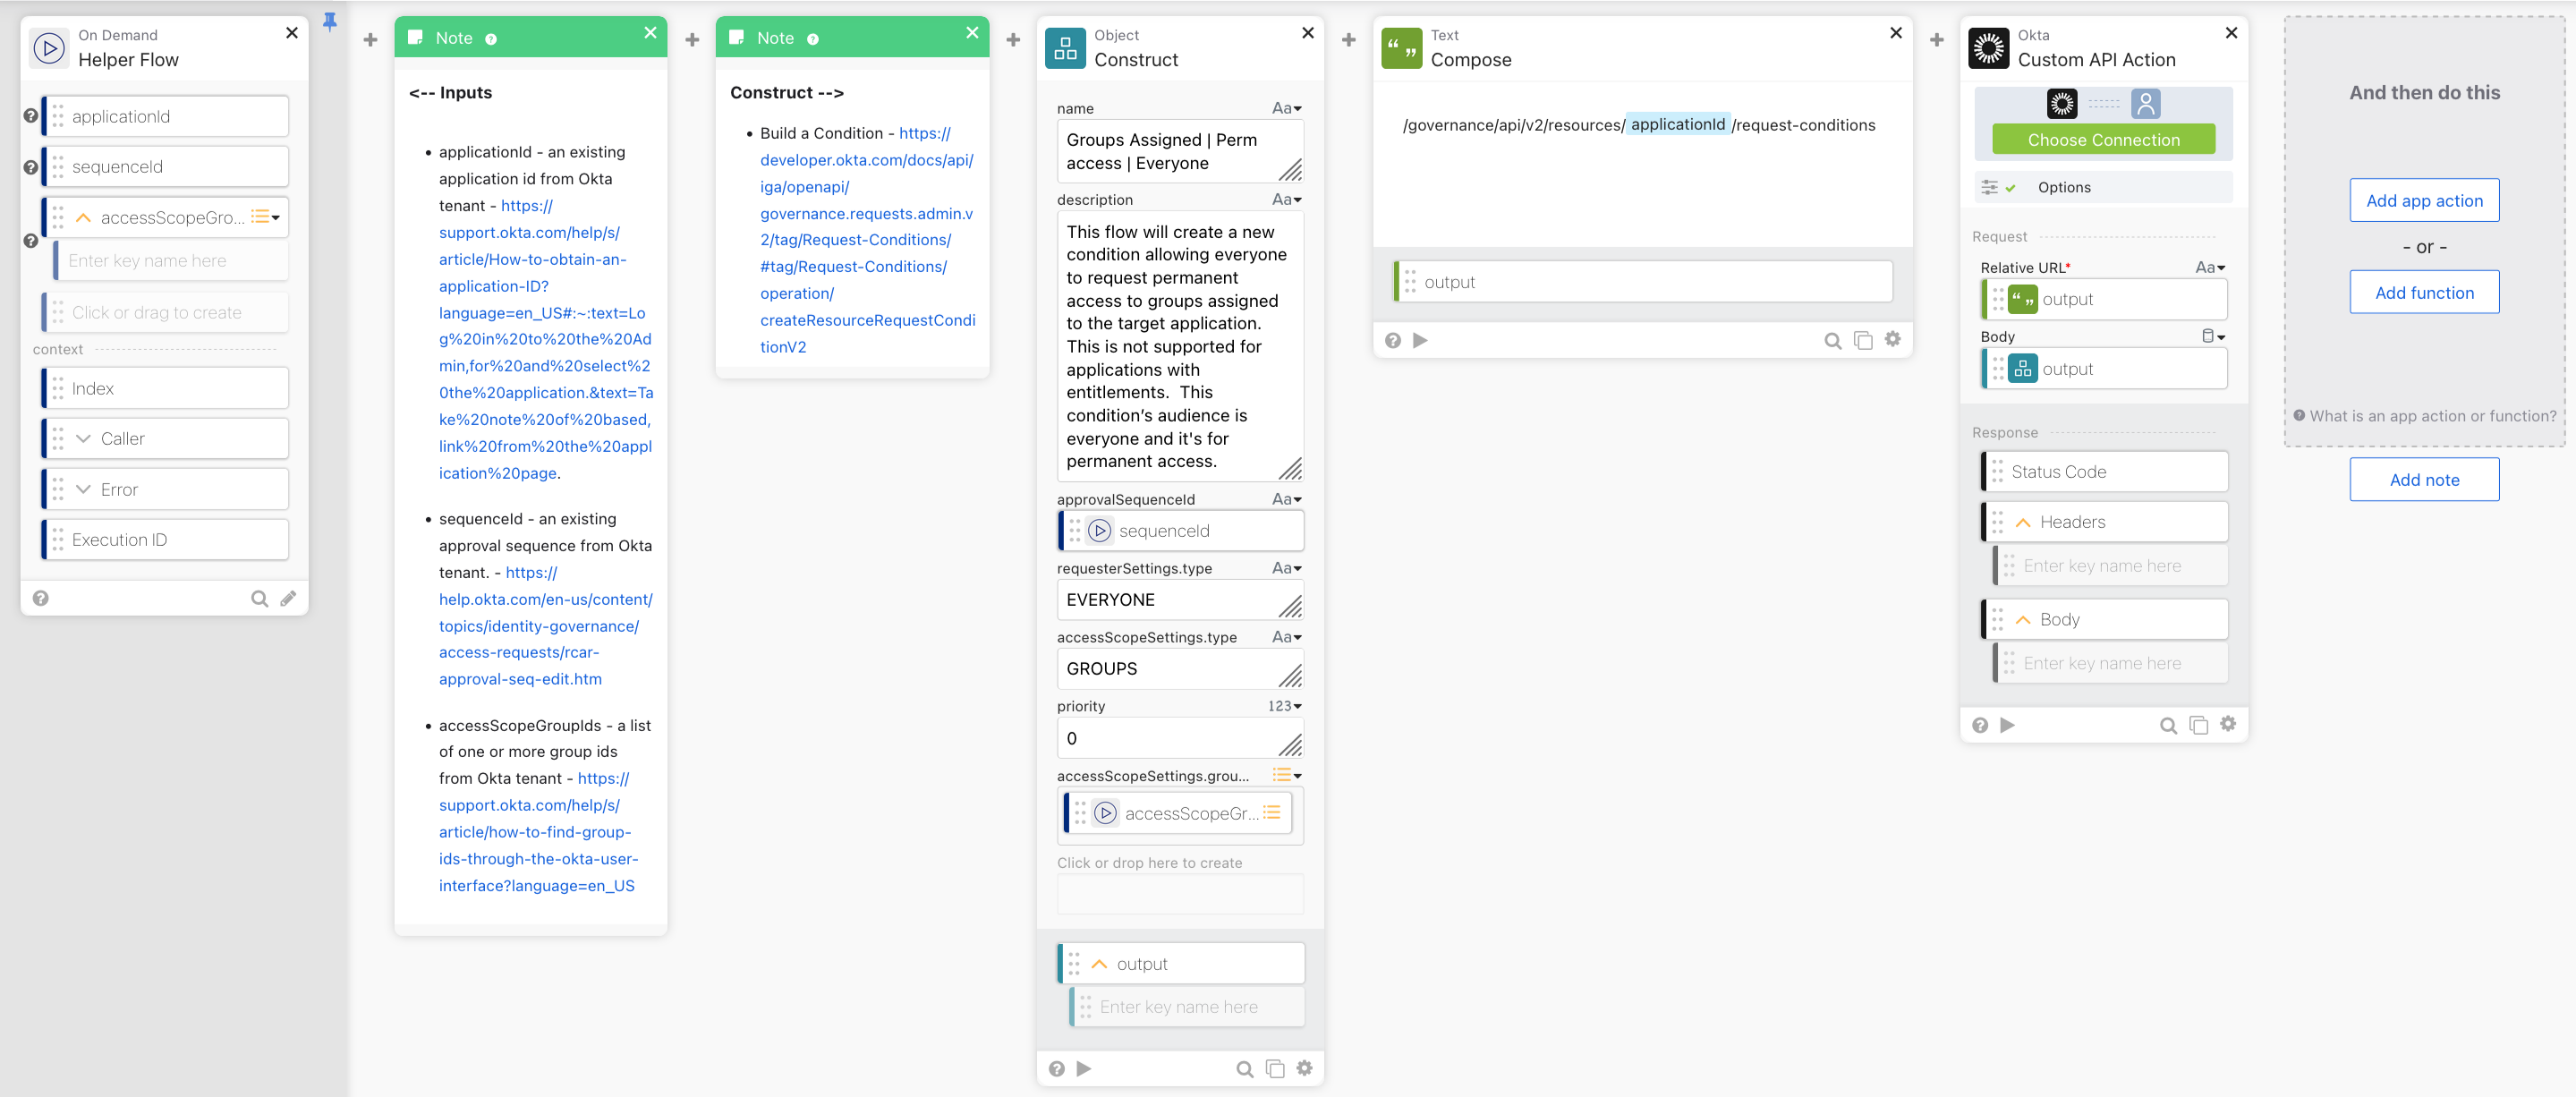 On Demand
Helper Flow
applicationId
sequenceId
accessScopeGro...
Enter key name here
Click or drag to create
context
Index
Caller
Error
Execution ID
Note
<-- Inputs
applicationId - an existing
application id from Okta
tenant - https://
support.okta.com/help/s/
article/How-to-obtain-an-
application-ID?
language=en_US#:~:text=Lo
g%20in%20to%20the%20Ad
min,for%20and%20select%2
0the%20application.&text=Ta
ke%20note%20of%20based,
link%20from%20the%20appl
ication%20page.
sequenceId - an existing
approval sequence from Okta
tenant. - https://
help.okta.com/en-us/content/
topics/identity-governance/
access-requests/rcar-
approval-seq-edit.htm
accessScopeGroupIds - a list
of one or more group ids
from Okta tenant - https://
support.okta.com/help/s/
article/how-to-find-group-
ids-through-the-okta-user-
interface?language=en_US
Note
Construct -->
Build a Condition - https://
developer.okta.com/docs/api/
iga/openapi/
governance.requests.admin.v
2/tag/Request-Conditions/
#tag/Request-Conditions/
operation/
createResourceRequestCondi
tionV2
Object
Construct
name Aa
Groups Assigned | Perm
access | Everyone
description Aa
This flow will create a new
condition allowing everyone
to request permanent
access to groups assigned
to the target application.
This is not supported for
applications with
entitlements. This
condition’s audience is
everyone and it's for
permanent access.
approvalSequenceId Aa
sequenceId
requesterSettings.type Aa
EVERYONE
accessScopeSettings.type Aa
GROUPS
priority 123
0
accessScopeSettings.grou...
accessScopeGr...
Click or drop here to create
output
Enter key name here
Text
Compose
/governance/api/v2/resources/ applicationId /request-conditions
output
Okta
Custom API Action
Choose Connection
Options
Request
Relative URL* Aa
output
Body
output
Response
Status Code
Headers
Enter key name here
Body
Enter key name here
And then do this
Add app action
- or -
Add function
What is an app action or function?
Add note